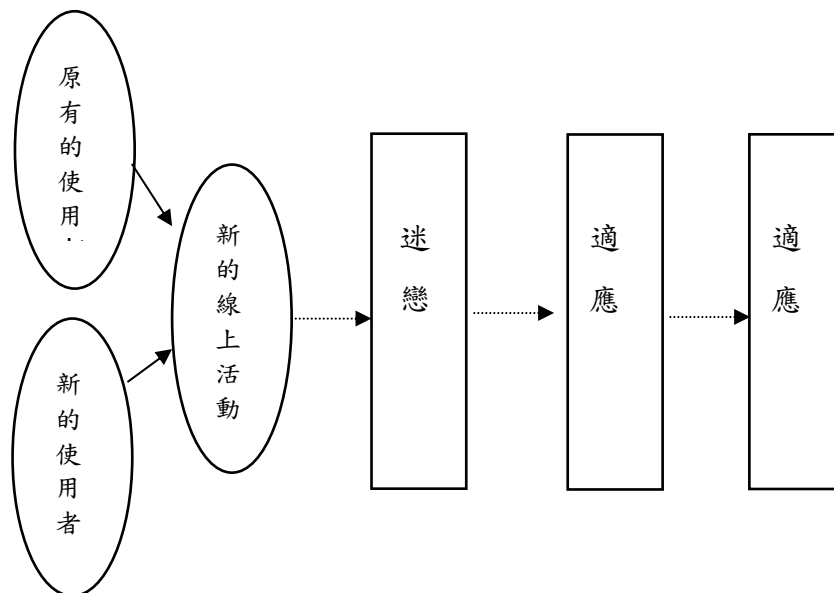 原有的使用
新的使用者
新的線上活動
迷戀
適應
適應